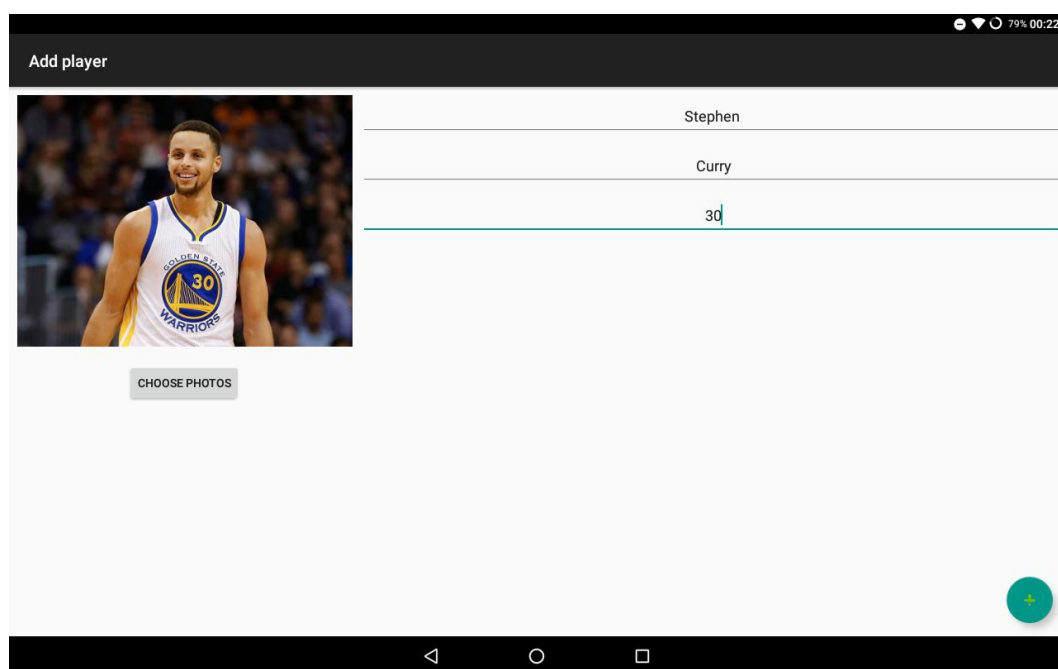 79% 00:22
Add player
Stephen
Curry
30
GOLDEN STATE
30
WARRIORS
CHOOSE PHOTOS